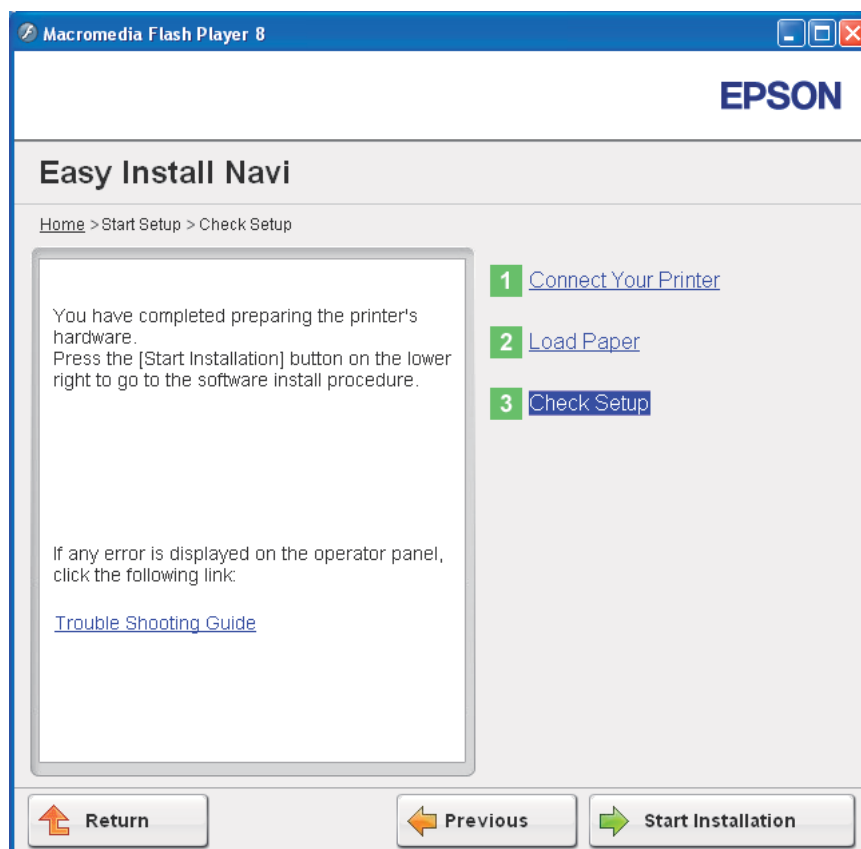 Macromedia Flash Player 8
EPSON
Easy Install Navi
Home > Start Setup > Check Setup
You have completed preparing the printer's
hardware.
Press the [Start Installation] button on the lower
right to go to the software install procedure.
If any error is displayed on the operator panel,
click the following link:
Trouble Shooting Guide
1 Connect Your Printer
2 Load Paper
3 Check Setup
Return
Previous
Start Installation